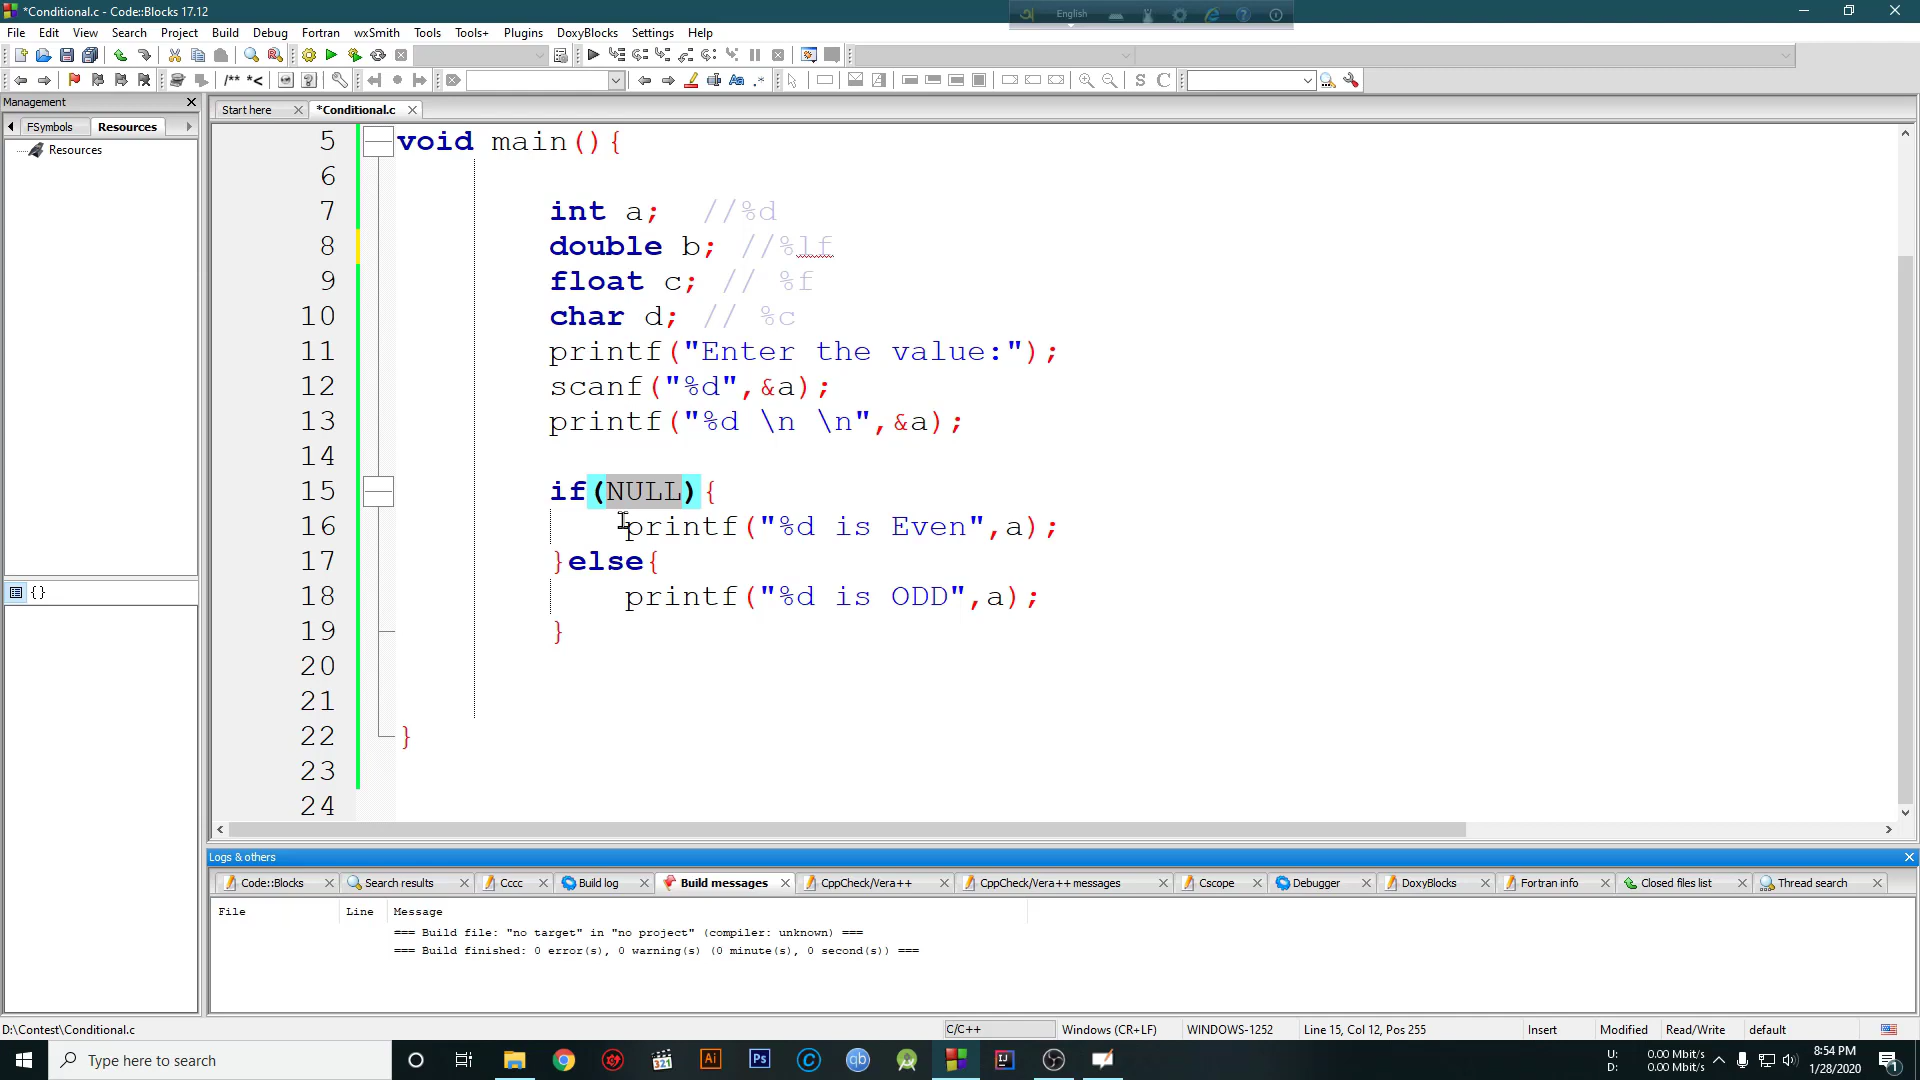 *Conditional.c - Code::Blocks 17.12
English
File Edit View Search Project Build Debug Fortran wxSmith Tools Tools+ Plugins DoxyBlocks Settings Help
/** *<
S C
Management
Start here *Conditional.c
FSymbols Resources
Resources
5 void main(){
6
7 int a; //%d
8 double b; //%lf
9 float c; // %f
10 char d; // %c
11 printf("Enter the value:");
12 scanf("%d",&a);
13 printf("%d \n \n",&a);
14
15 if(NULL){
16 printf("%d is Even",a);
17 }else{
18 printf("%d is ODD",a);
19 }
20
21
22 }
23
24
{}
Logs & others
Code::Blocks Search results Cccc Build log Build messages CppCheck/Vera++ CppCheck/Vera++ messages Cscope Debugger DoxyBlocks Fortran info Closed files list Thread search
File Line Message
=== Build file: "no target" in "no project" (compiler: unknown) ===
=== Build finished: 0 error(s), 0 warning(s) (0 minute(s), 0 second(s)) ===
D:\Contest\Conditional.c C/C++ Windows (CR+LF) WINDOWS-1252 Line 15, Col 12, Pos 255 Insert Modified Read/Write default
Type here to search
321
Ai
Ps
qb
U: 0.00 Mbit/s
D: 0.00 Mbit/s
8:54 PM
1/28/2020
1